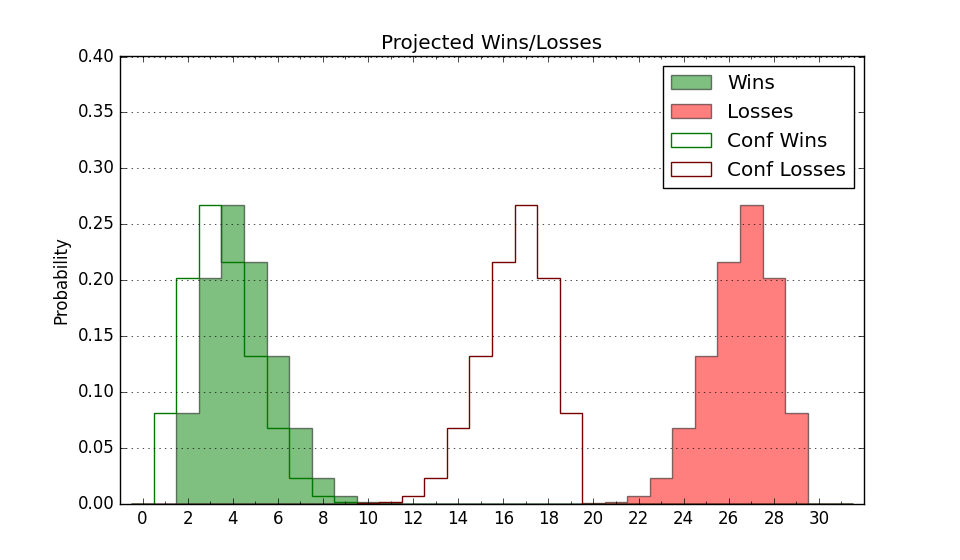 Projected Wins/Losses
0.40
0.35
0.30
0.25
0.20
0.15
0.10
0.05
0.00
Probability
Wins
Losses
Conf Wins
Conf Losses
0 2 4 6 8 10 12 14 16 18 20 22 24 26 28 30